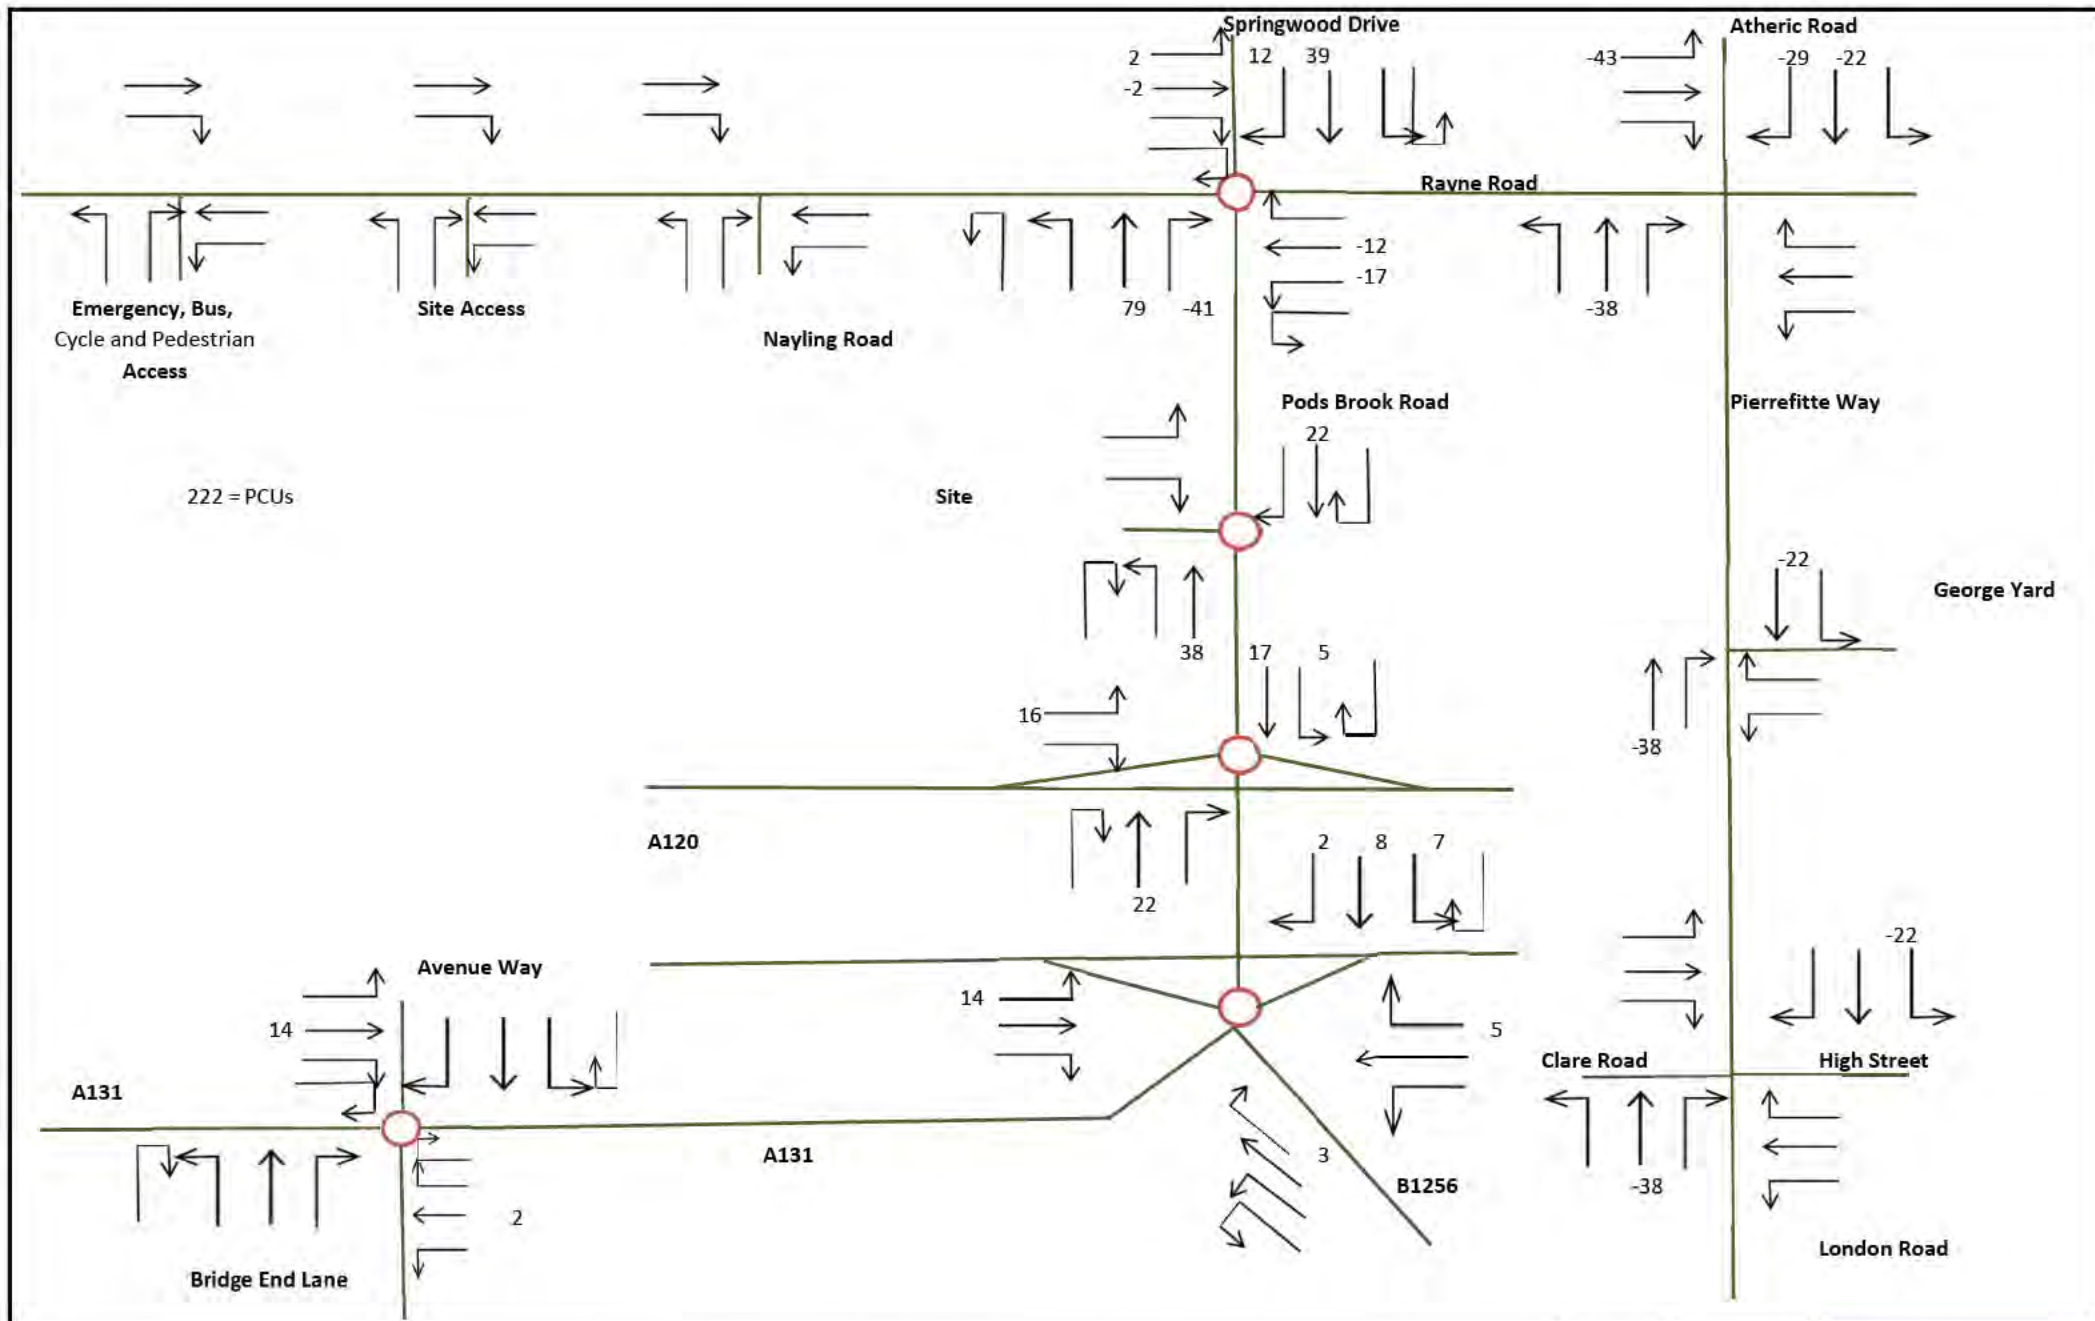 Springwood Drive
Atheric Road
2
12
39
-43
-29
-22
-2
Rayne Road
-12
-17
79
-41
-38
Emergency, Bus,
Cycle and Pedestrian
Access
Site Access
Nayling Road
Pods Brook Road
22
Pierrefitte Way
222 = PCUs
Site
-22
George Yard
38
17
5
16
-38
A120
2
8
7
22
-22
Avenue Way
14
14
5
Clare Road
High Street
A131
A131
3
B1256
-38
2
London Road
Bridge End Lane